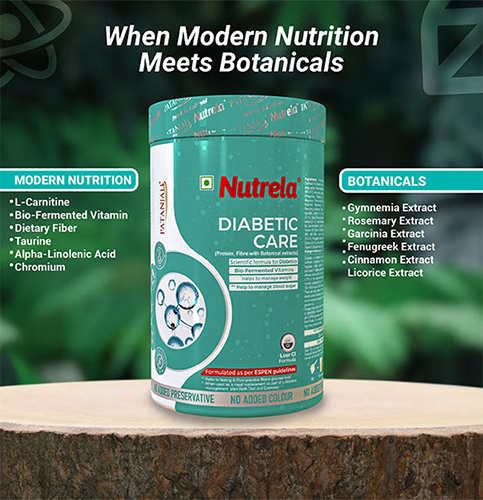 When Modern Nutrition
Meets Botanicals
MODERN NUTRITION
• L-Carnitine
• Bio-Fermented Vitamin
• Dietary Fiber
• Taurine
• Alpha-Linolenic Acid
• Chromium
PATANJALI
Nutrela
PATANJALI
Nutrela
DIABETIC
CARE
(Protein, Fibre with Botanical extracts)
Scientific formula for Diabetics
Bio-Fermented Vitamins
Helps to manage weight
** Help to manage blood sugar
Low GI
Formula
Formulated as per ESPEN guidelines
NO ADDED COLOUR
NO ADDED
ADDED PRESERVATIVE
BOTANICALS
• Gymnemia Extract
• Rosemary Extract
• Garcinia Extract
• Fenugreek Extract
• Cinnamon Extract
Licorice Extract